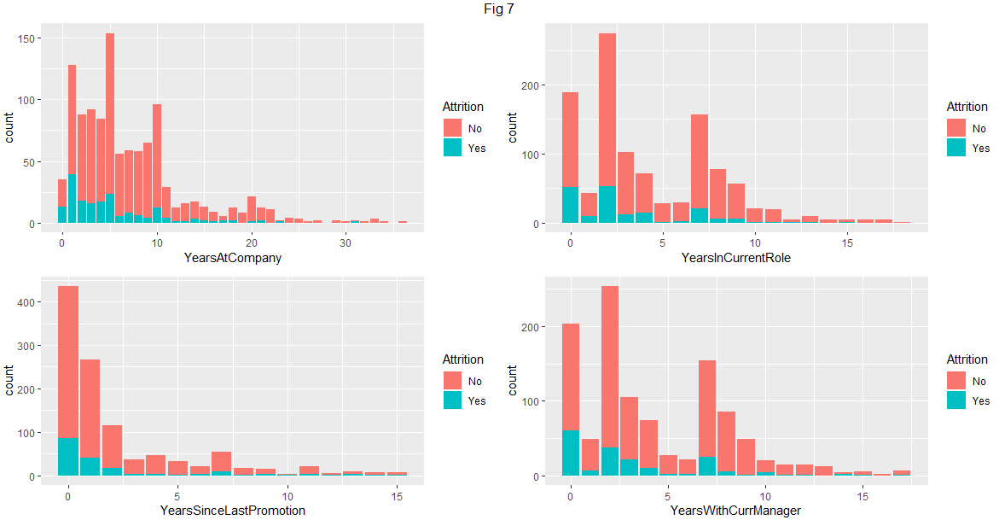 Fig 7
150
100
50
0
count
0
10
20
30
YearsAtCompany
Attrition
No
Yes
200
100
0
count
0
5
10
15
YearsInCurrentRole
Attrition
No
Yes
400
300
200
100
0
count
0
5
10
15
YearsSinceLastPromotion
Attrition
No
Yes
200
100
0
count
0
5
10
15
YearsWithCurrManager
Attrition
No
Yes